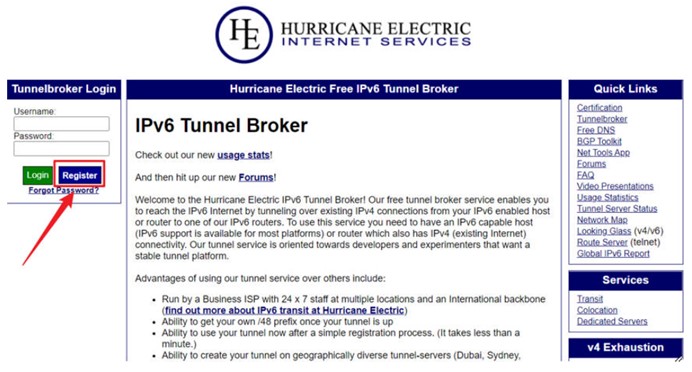 HE
HURRICANE ELECTRIC
INTERNET SERVICES
Tunnelbroker Login
Username:
Password:
Login
Register
Forgot Password?
Hurricane Electric Free IPv6 Tunnel Broker
IPv6 Tunnel Broker
Check out our new usage stats!
And then hit up our new Forums!
Welcome to the Hurricane Electric IPv6 Tunnel Broker! Our free tunnel broker service enables you
to reach the IPv6 Internet by tunneling over existing IPv4 connections from your IPv6 enabled host
or router to one of our IPv6 routers. To use this service you need to have an IPv6 capable host
(IPv6 support is available for most platforms) or router which also has IPv4 (existing Internet)
connectivity. Our tunnel service is oriented towards developers and experimenters that want a
stable tunnel platform.
Advantages of using our tunnel service over others include:
• Run by a Business ISP with 24 x 7 staff at multiple locations and an International backbone
(find out more about IPv6 transit at Hurricane Electric)
• Ability to get your own /48 prefix once your tunnel is up
• Ability to use your tunnel now after a simple registration process. (It takes less than a
minute.)
• Ability to create your tunnel on geographically diverse tunnel-servers (Dubai, Sydney,
Quick Links
Certification
Tunnelbroker
Free DNS
BGP Toolkit
Net Tools App
Forums
FAQ
Video Presentations
Usage Statistics
Tunnel Server Status
Network Map
Looking Glass (v4/v6)
Route Server (telnet)
Global IPv6 Report
Services
Transit
Colocation
Dedicated Servers
v4 Exhaustion